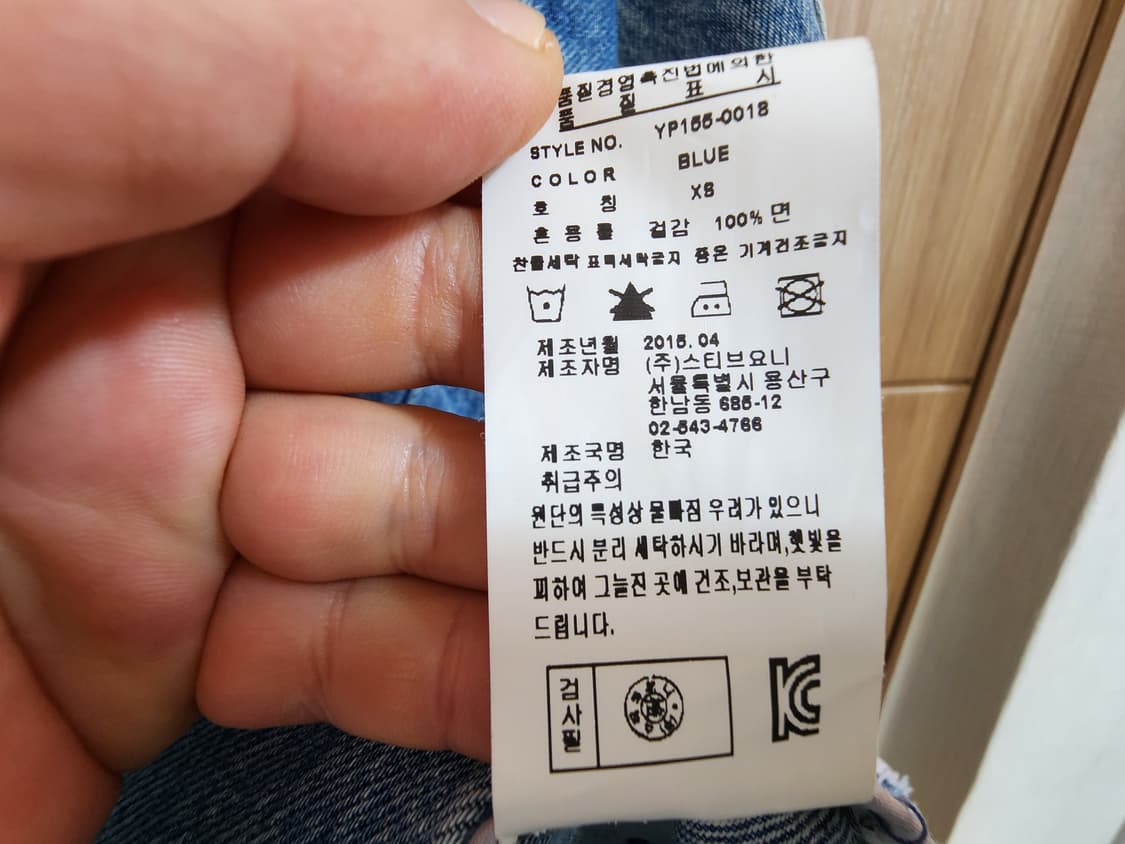 품질경영촉진법에의한
품 질 표 시
STYLE NO. YP155-0018
COLOR BLUE
호 칭 XS
혼 용 률 겉감 100% 면
찬물세탁 표백세탁금지 중온 기계건조금지
제조년월 2015. 04
제조자명 (주)스티브요니
서울특별시 용산구
한남동 685-12
02-543-4766
제조국명 한국
취급주의
원단의 특성상 물빠짐 우려가 있으니
반드시 분리 세탁하시기 바라며,햇빛을
피하여 그늘진 곳에 건조,보관을 부탁
드립니다.
검사필
KC